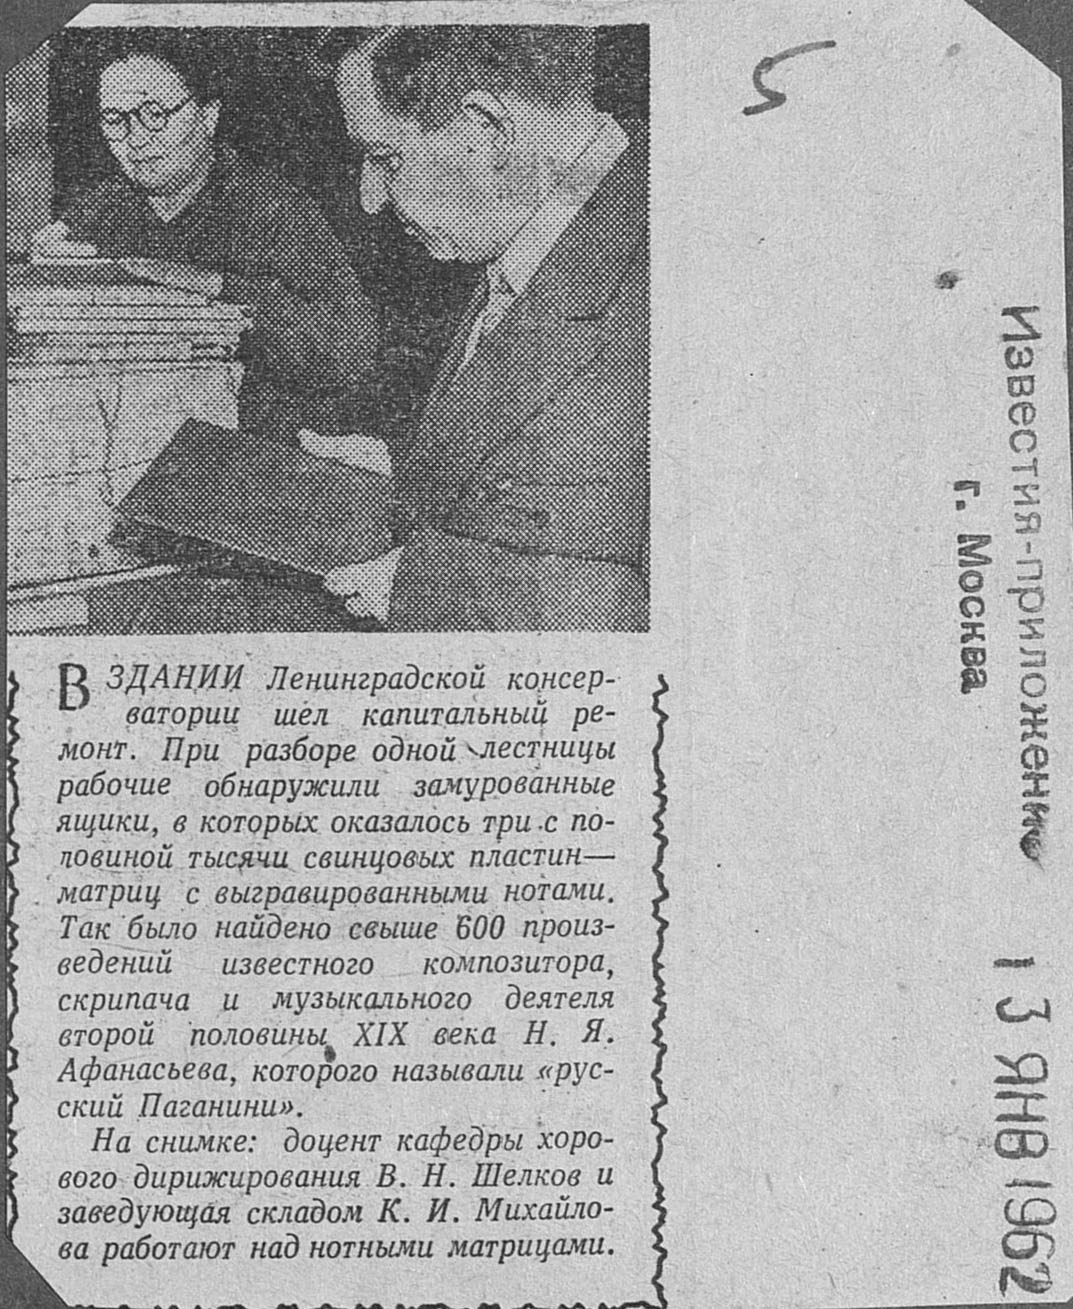 5
Известия-приложение
г. Москва
13 ЯНВ 1962
В ЗДАНИИ Ленинградской консер-
ватории шел капитальный ре-
монт. При разборе одной лестницы
рабочие обнаружили замурованные
ящики, в которых оказалось три с по-
ловиной тысячи свинцовых пластин—
матриц с выгравированными нотами.
Так было найдено свыше 600 произ-
ведений известного композитора,
скрипача и музыкального деятеля
второй половины XIX века Н. Я.
Афанасьева, которого называли «рус-
ский Паганини».
На снимке: доцент кафедры хоро-
вого дирижирования В. Н. Шелков и
заведующая складом К. И. Михайло-
ва работают над нотными матрицами.